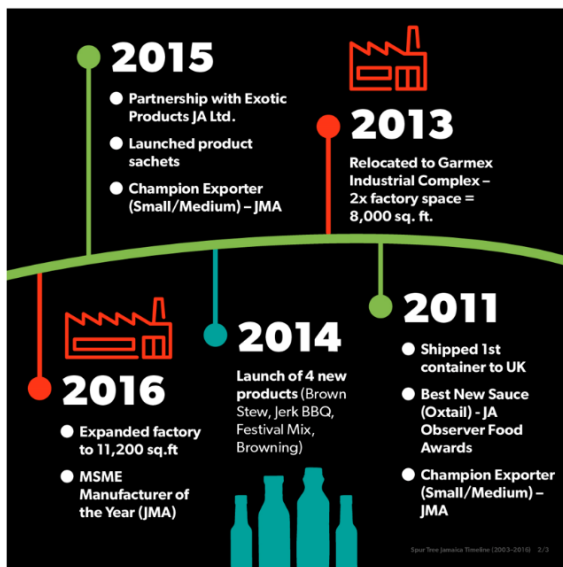 2015
Partnership with Exotic
Products JA Ltd.
Launched product
sachets
Champion Exporter
(Small/Medium) – JMA
2013
Relocated to Garmex
Industrial Complex –
2x factory space =
8,000 sq. ft.
2016
Expanded factory
to 11,200 sq.ft
MSME
Manufacturer of
the Year (JMA)
2014
Launch of 4 new
products (Brown
Stew, Jerk BBQ,
Festival Mix,
Browning)
2011
Shipped 1st
container to UK
Best New Sauce
(Oxtail) - JA
Observer Food
Awards
Champion Exporter
(Small/Medium) –
JMA
Spur Tree Jamaica Timeline (2003–2016) 2/3